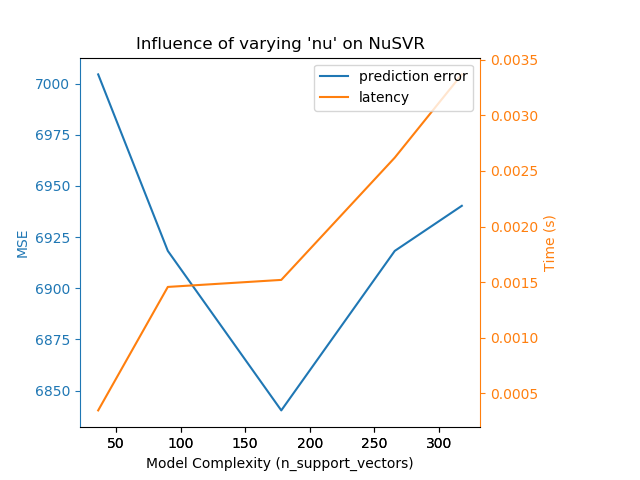 Influence of varying 'nu' on NuSVR
prediction error
latency
7000
6975
6950
6925
6900
6875
6850
MSE
0.0035
0.0030
0.0025
0.0020
0.0015
0.0010
0.0005
Time (s)
50 100 150 200 250 300
Model Complexity (n_support_vectors)